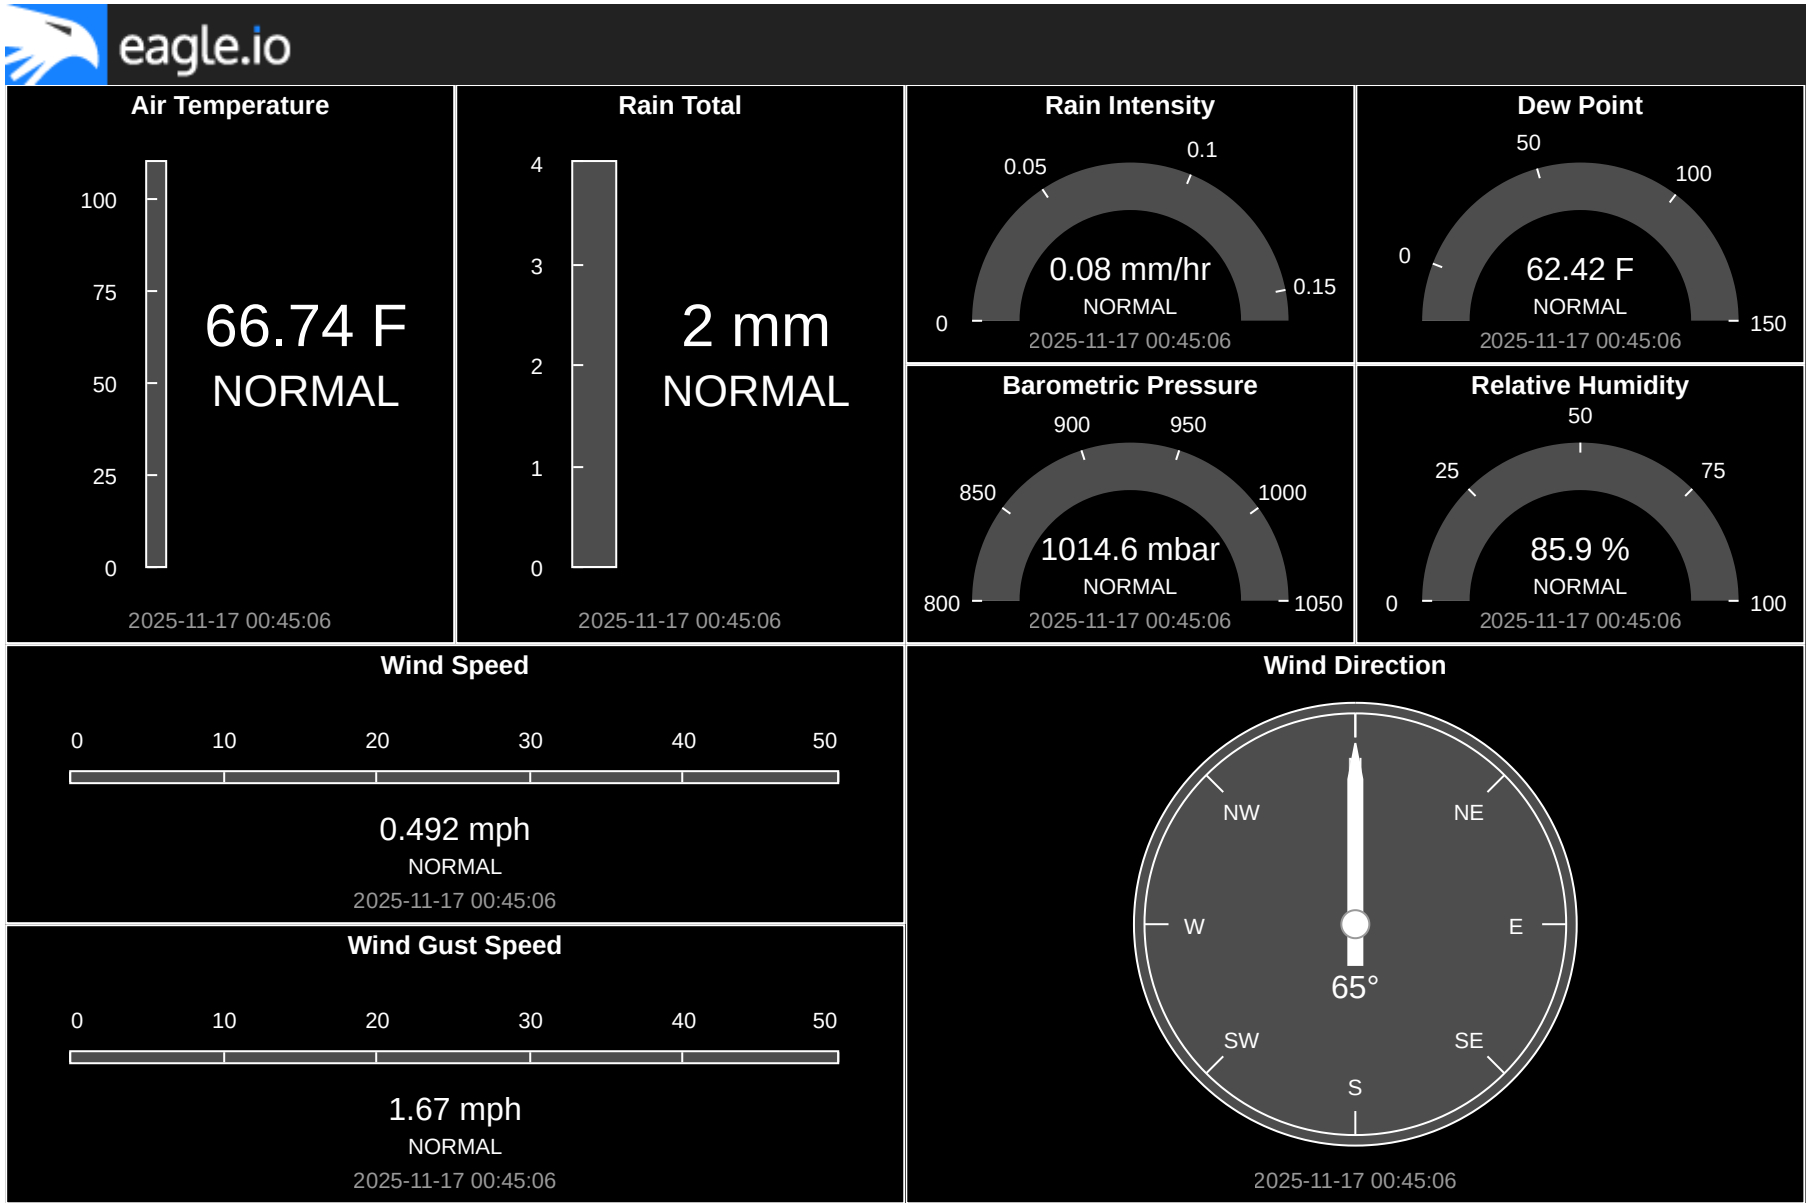 eagle.io
Air Temperature
100
75
50
25
0
66.74 F
NORMAL
2025-11-17 00:45:06
Rain Total
4
3
2
1
0
2 mm
NORMAL
2025-11-17 00:45:06
Rain Intensity
0
0.05
0.1
0.15
0.08 mm/hr
NORMAL
2025-11-17 00:45:06
Dew Point
0
50
100
150
62.42 F
NORMAL
2025-11-17 00:45:06
Barometric Pressure
800
850
900
950
1000
1050
1014.6 mbar
NORMAL
2025-11-17 00:45:06
Relative Humidity
0
25
50
75
100
85.9 %
NORMAL
2025-11-17 00:45:06
Wind Speed
0 10 20 30 40 50
0.492 mph
NORMAL
2025-11-17 00:45:06
Wind Gust Speed
0 10 20 30 40 50
1.67 mph
NORMAL
2025-11-17 00:45:06
Wind Direction
NW NE
W E
65°
SW SE
S
2025-11-17 00:45:06